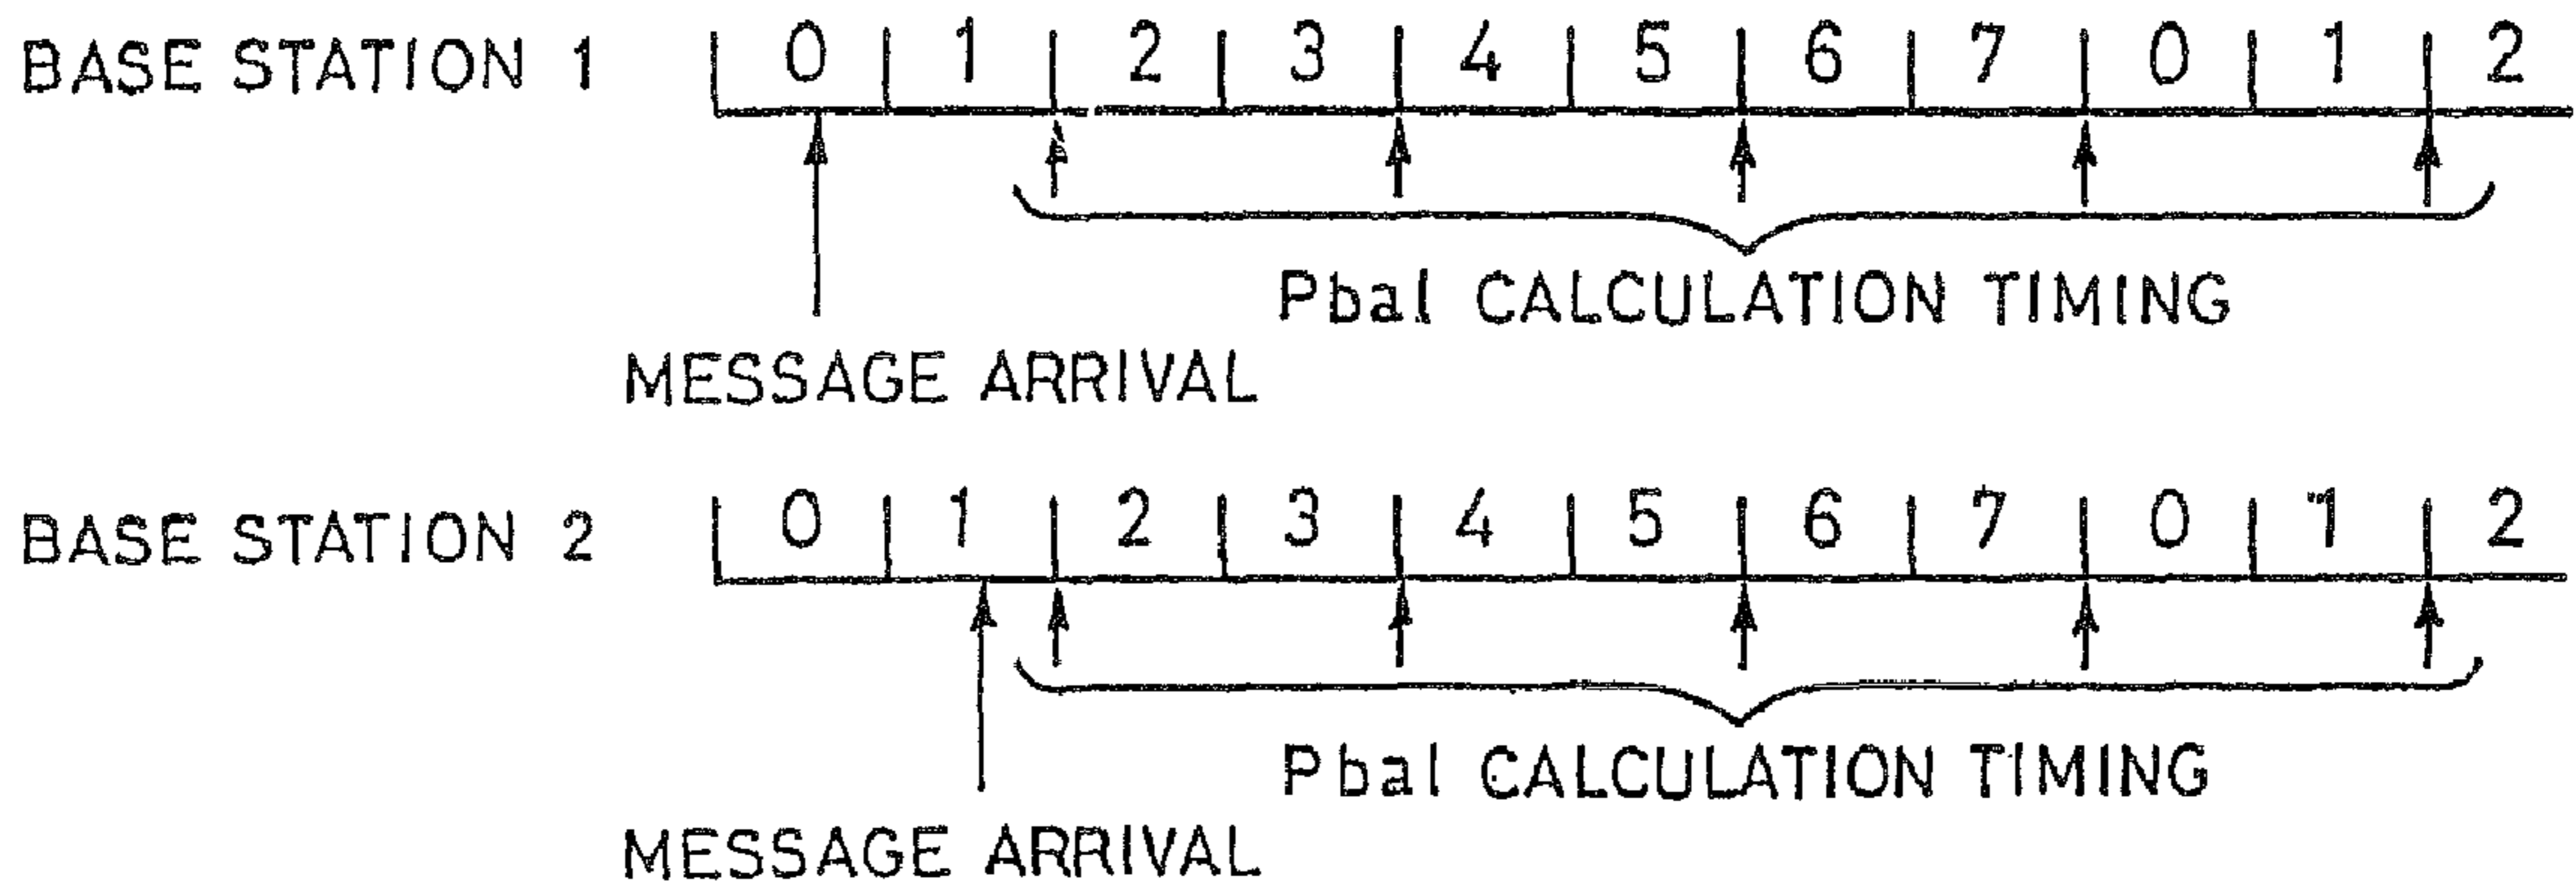 BASE STATION 1 0 1 2 3 4 5 6 7 0 1 2
Pbal CALCULATION TIMING
MESSAGE ARRIVAL
BASE STATION 2 0 1 2 3 4 5 6 7 0 1 2
Pbal CALCULATION TIMING
MESSAGE ARRIVAL